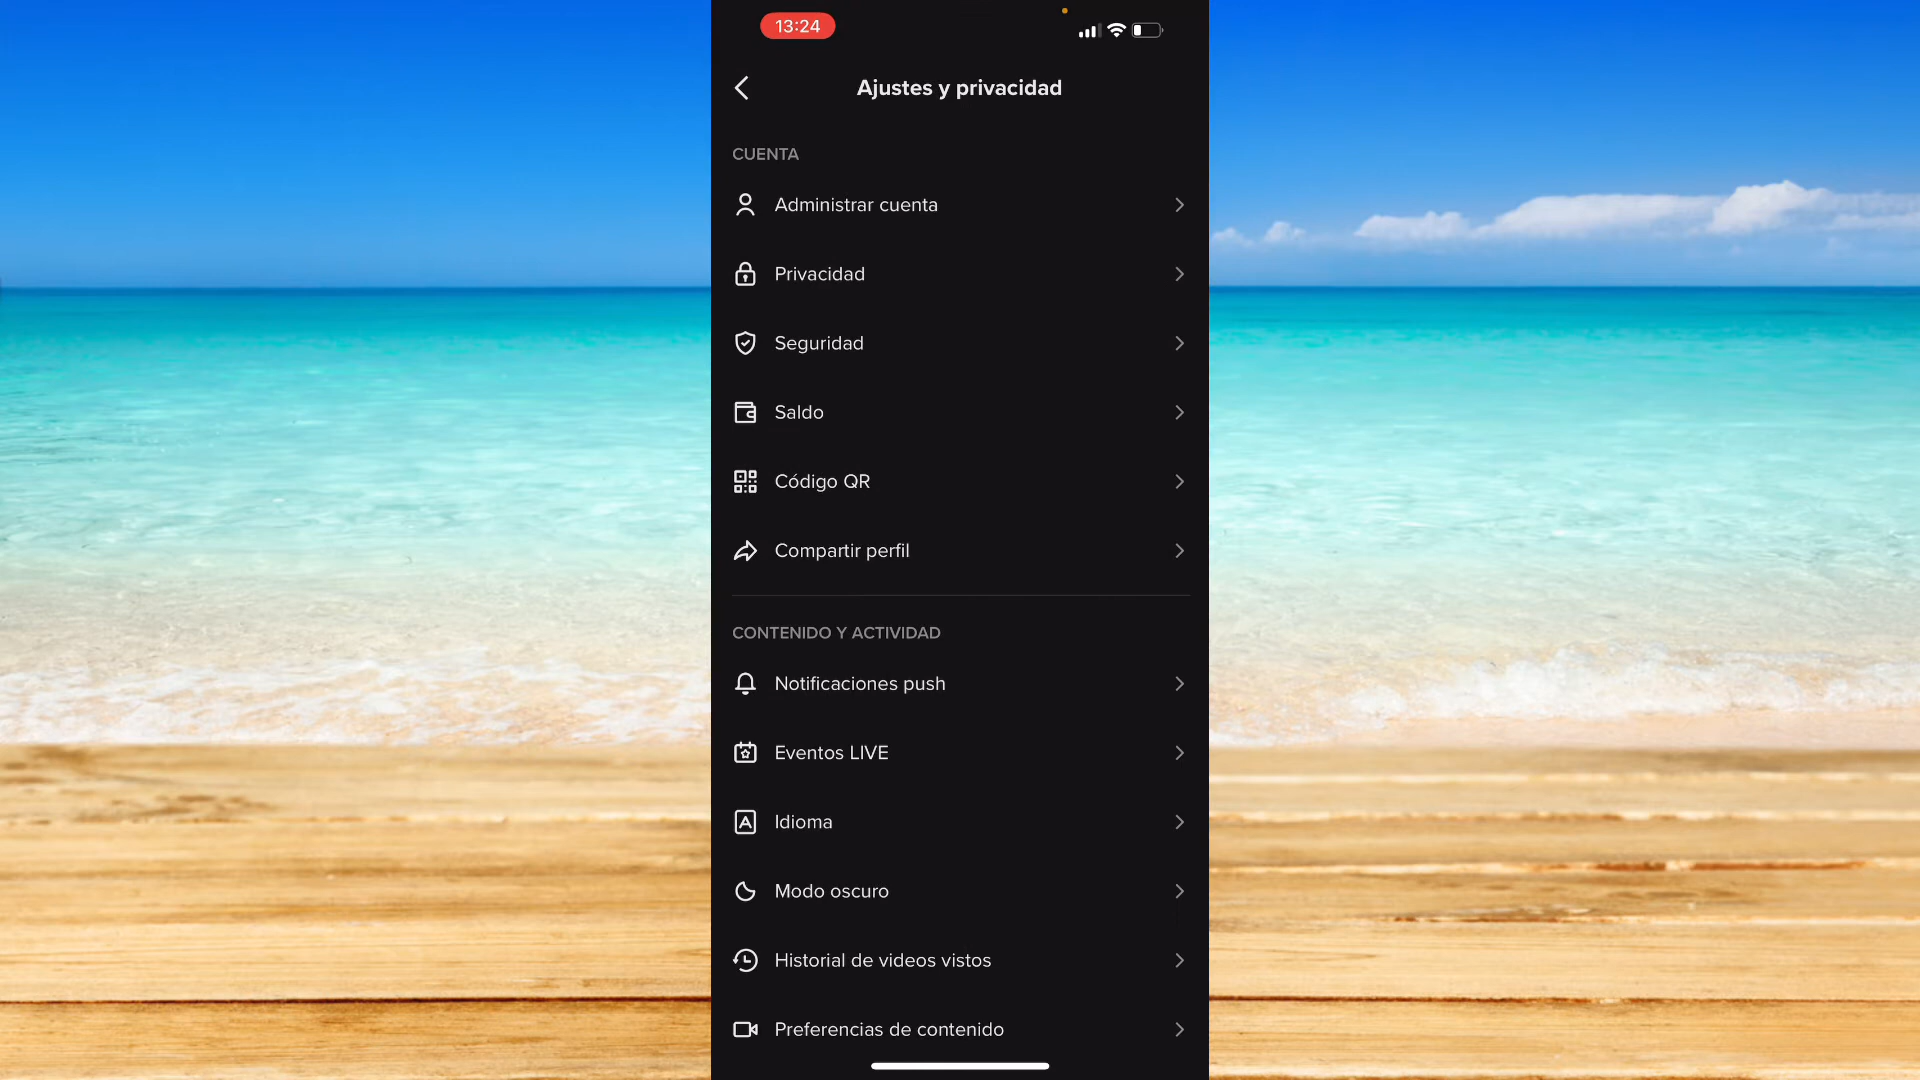 13:24
Ajustes y privacidad
CUENTA
Administrar cuenta
Privacidad
Seguridad
Saldo
Código QR
Compartir perfil
CONTENIDO Y ACTIVIDAD
Notificaciones push
Eventos LIVE
Idioma
Modo oscuro
Historial de videos vistos
Preferencias de contenido